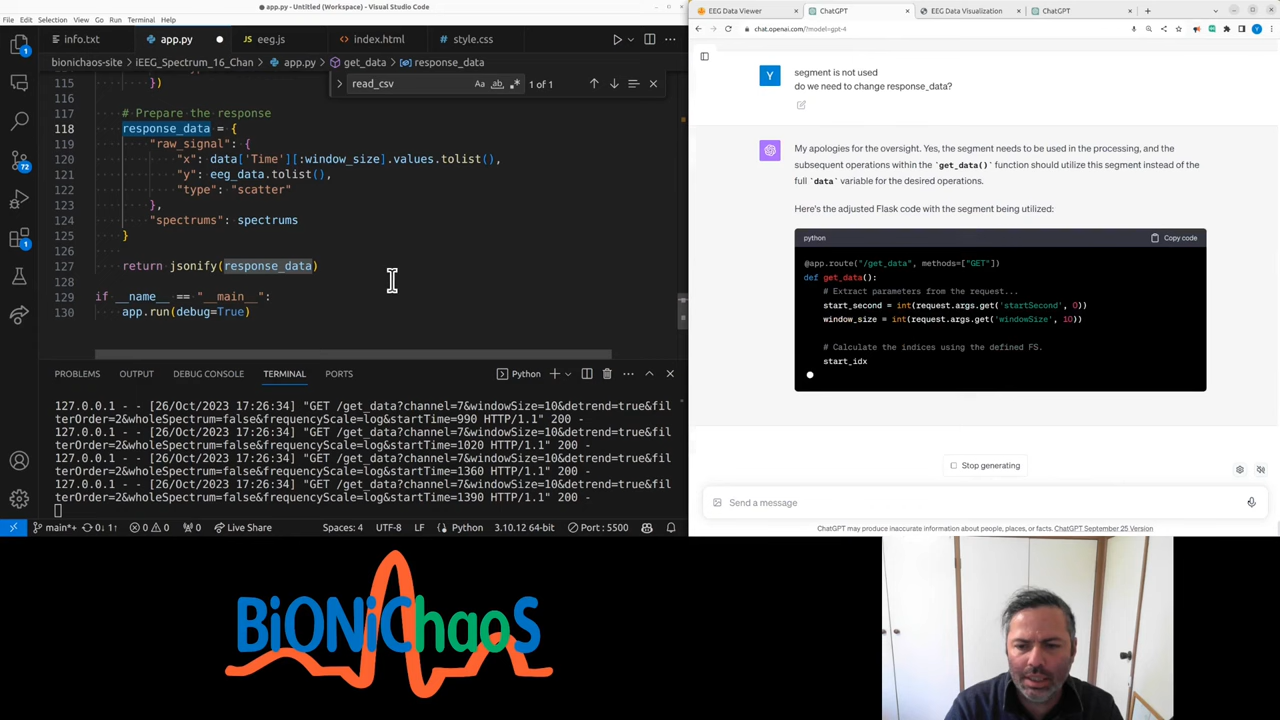 app.py - Untitled (Workspace) - Visual Studio Code
File Edit Selection View Go Run Terminal Help
info.txt app.py eeg.js index.html style.css
bionichaos-site > iEEG_Spectrum_16_Chan > app.py > get_data > response_data
read_csv Aa ab .* 1 of 1
115 })
116
117 # Prepare the response
118 response_data = {
119 "raw_signal": {
120 "x": data['Time'][:window_size].values.tolist(),
121 "y": eeg_data.tolist(),
122 "type": "scatter"
123 },
124 "spectrums": spectrums
125 }
126
127 return jsonify(response_data)
128
129 if __name__ == "__main__":
130 app.run(debug=True)
PROBLEMS OUTPUT DEBUG CONSOLE TERMINAL PORTS Python
127.0.0.1 - - [26/Oct/2023 17:26:34] "GET /get_data?channel=7&windowSize=10&detrend=true&fil
terOrder=2&wholeSpectrum=false&frequencyScale=log&startTime=990 HTTP/1.1" 200 -
127.0.0.1 - - [26/Oct/2023 17:26:34] "GET /get_data?channel=7&windowSize=10&detrend=true&fil
terOrder=2&wholeSpectrum=false&frequencyScale=log&startTime=1020 HTTP/1.1" 200 -
127.0.0.1 - - [26/Oct/2023 17:26:34] "GET /get_data?channel=7&windowSize=10&detrend=true&fil
terOrder=2&wholeSpectrum=false&frequencyScale=log&startTime=1360 HTTP/1.1" 200 -
127.0.0.1 - - [26/Oct/2023 17:26:34] "GET /get_data?channel=7&windowSize=10&detrend=true&fil
terOrder=2&wholeSpectrum=false&frequencyScale=log&startTime=1390 HTTP/1.1" 200 -
1
72
1
main*+ 0↓ 1↑ 0 0 0 Live Share Spaces: 4 UTF-8 LF Python 3.10.12 64-bit Port : 5500
EEG Data Viewer ChatGPT EEG Data Visualization ChatGPT
chat.openai.com/?model=gpt-4
Y
Y
segment is not used
do we need to change response_data?
My apologies for the oversight. Yes, the segment needs to be used in the processing, and the
subsequent operations within the `get_data()` function should utilize this segment instead of the
full `data` variable for the desired operations.
Here's the adjusted Flask code with the segment being utilized:
python Copy code
@app.route("/get_data", methods=["GET"])
def get_data():
# Extract parameters from the request...
start_second = int(request.args.get('startSecond', 0))
window_size = int(request.args.get('windowSize', 10))
# Calculate the indices using the defined FS.
start_idx
Stop generating
Send a message
ChatGPT may produce inaccurate information about people, places, or facts. ChatGPT September 25 Version
BiONiChaoS